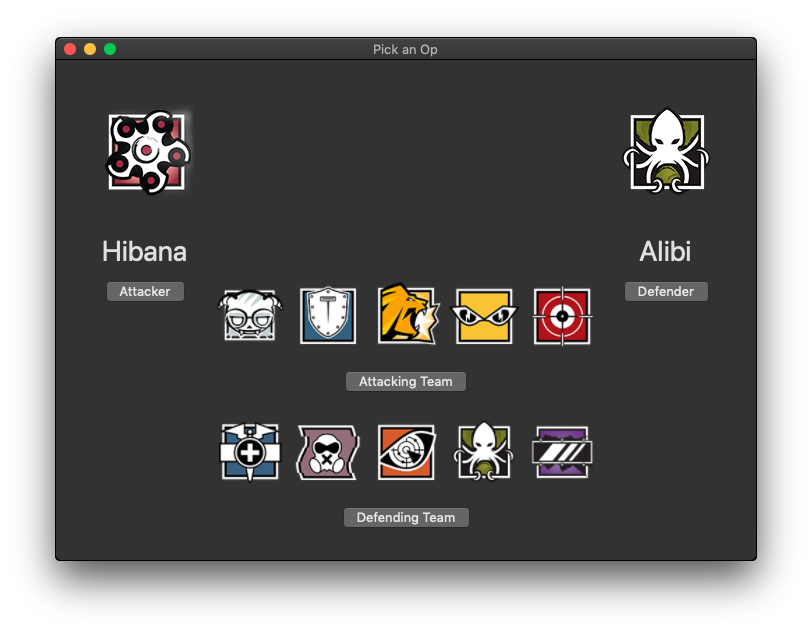 Pick an Op
Hibana
Alibi
Attacker
Defender
Attacking Team
Defending Team